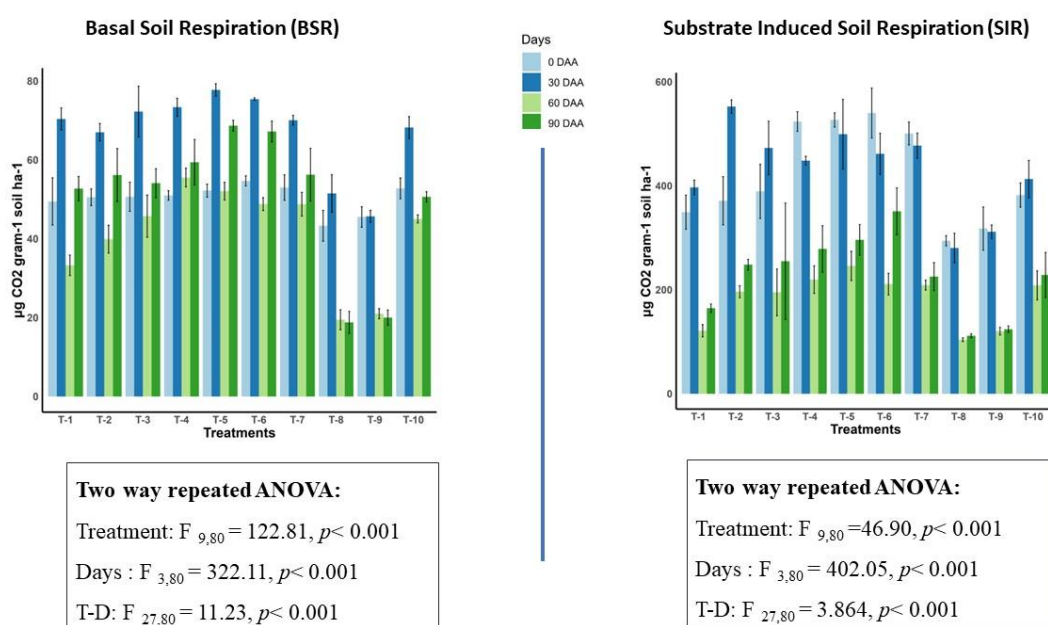 Basal Soil Respiration (BSR)
80
60
40
20
0
µg CO2 gram-1 soil ha-1
T-1 T-2 T-3 T-4 T-5 T-6 T-7 T-8 T-9 T-10
Treatments
Two way repeated ANOVA:
Treatment: F 9,80 = 122.81, p< 0.001
Days : F 3,80 = 322.11, p< 0.001
T-D: F 27.80 = 11.23, p< 0.001
Days
0 DAA
30 DAA
60 DAA
90 DAA
Substrate Induced Soil Respiration (SIR)
600
400
200
0
µg CO2 gram-1 soil ha-1
T-1 T-2 T-3 T-4 T-5 T-6 T-7 T-8 T-9 T-10
Treatments
Two way repeated ANOVA:
Treatment: F 9,80 =46.90, p< 0.001
Days : F 3,80 = 402.05, p< 0.001
T-D: F 27,80 = 3.864, p< 0.001